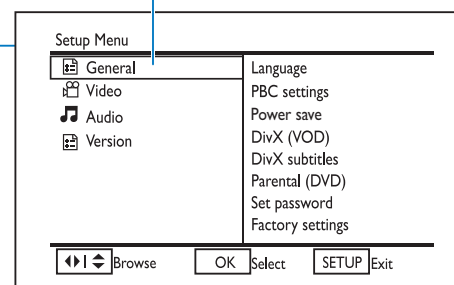 Setup Menu
General
Video
Audio
Version
Language
PBC settings
Power save
DivX (VOD)
DivX subtitles
Parental (DVD)
Set password
Factory settings
Browse OK Select SETUP Exit